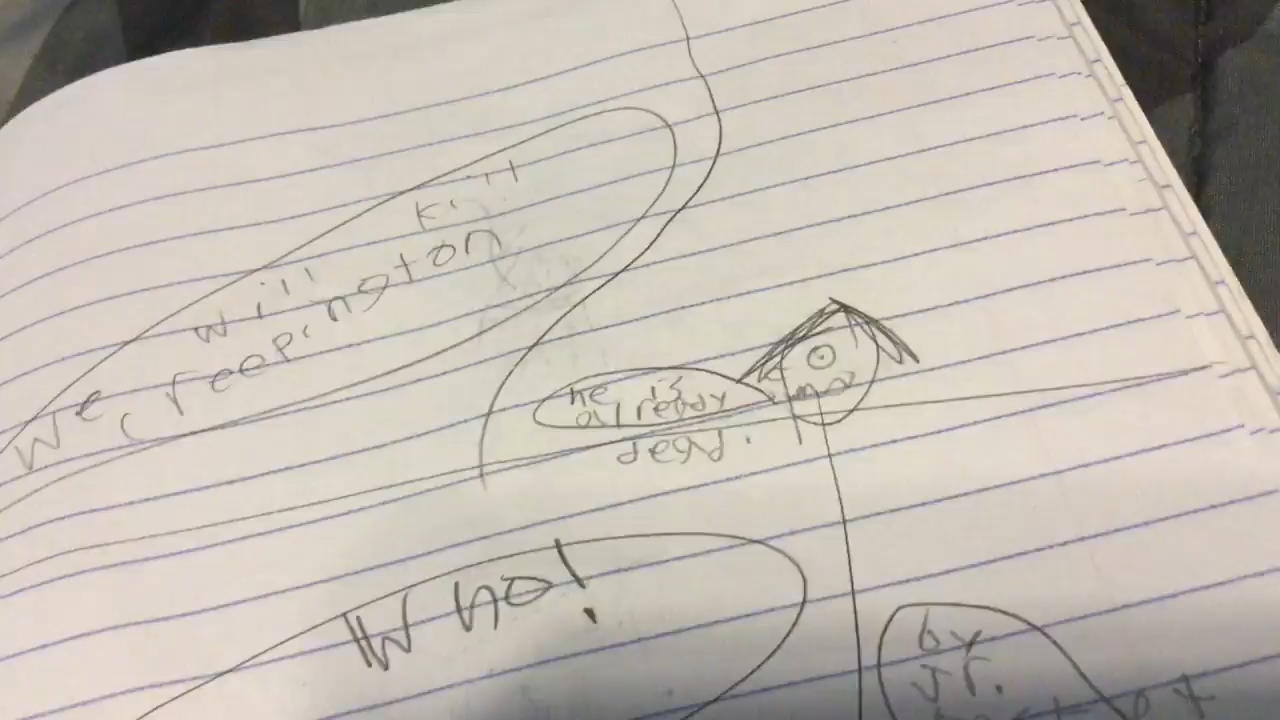 we will kill
creepington
he is
already
dead.
Who!
by
Jr.